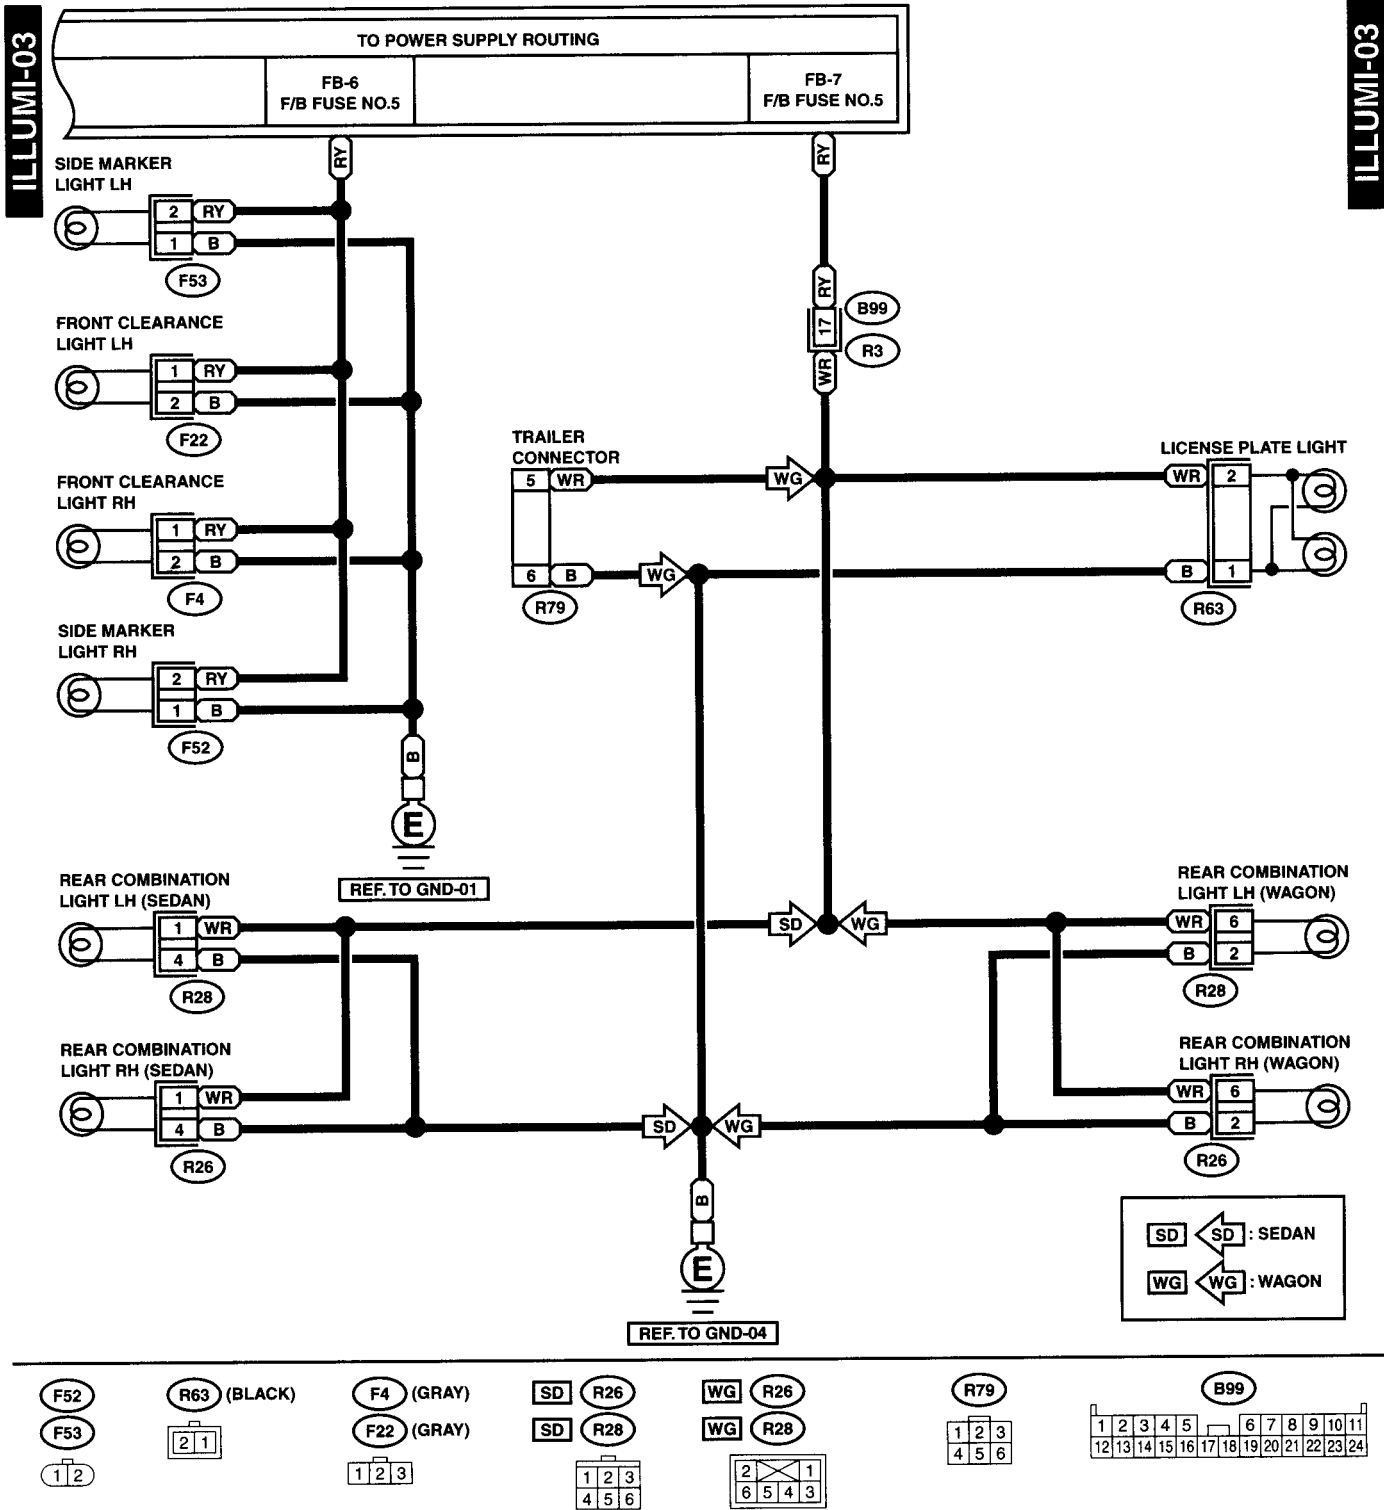 ILLUMI-03
ILLUMI-03
TO POWER SUPPLY ROUTING
FB-6
F/B FUSE NO.5
FB-7
F/B FUSE NO.5
RY
RY
SIDE MARKER
LIGHT LH
2 RY
1 B
F53
RY
17
WR
B99
R3
FRONT CLEARANCE
LIGHT LH
1 RY
2 B
F22
FRONT CLEARANCE
LIGHT RH
1 RY
2 B
F4
TRAILER
CONNECTOR
5 WR
WG
6 B
WG
R79
LICENSE PLATE LIGHT
WR 2
B 1
R63
SIDE MARKER
LIGHT RH
2 RY
1 B
F52
B
E
REF. TO GND-01
REAR COMBINATION
LIGHT LH (SEDAN)
1 WR
4 B
R28
SD
WG
REAR COMBINATION
LIGHT LH (WAGON)
WR 6
B 2
R28
REAR COMBINATION
LIGHT RH (SEDAN)
1 WR
4 B
R26
SD
WG
REAR COMBINATION
LIGHT RH (WAGON)
WR 6
B 2
R26
B
E
REF. TO GND-04
SD SD : SEDAN
WG WG : WAGON
F52
F53
1 2
R63 (BLACK)
2 1
F4 (GRAY)
F22 (GRAY)
1 2 3
SD R26
SD R28
1 2 3
4 5 6
WG R26
WG R28
2 1
6 5 4 3
R79
1 2 3
4 5 6
B99
1 2 3 4 5 6 7 8 9 10 11
12 13 14 15 16 17 18 19 20 21 22 23 24